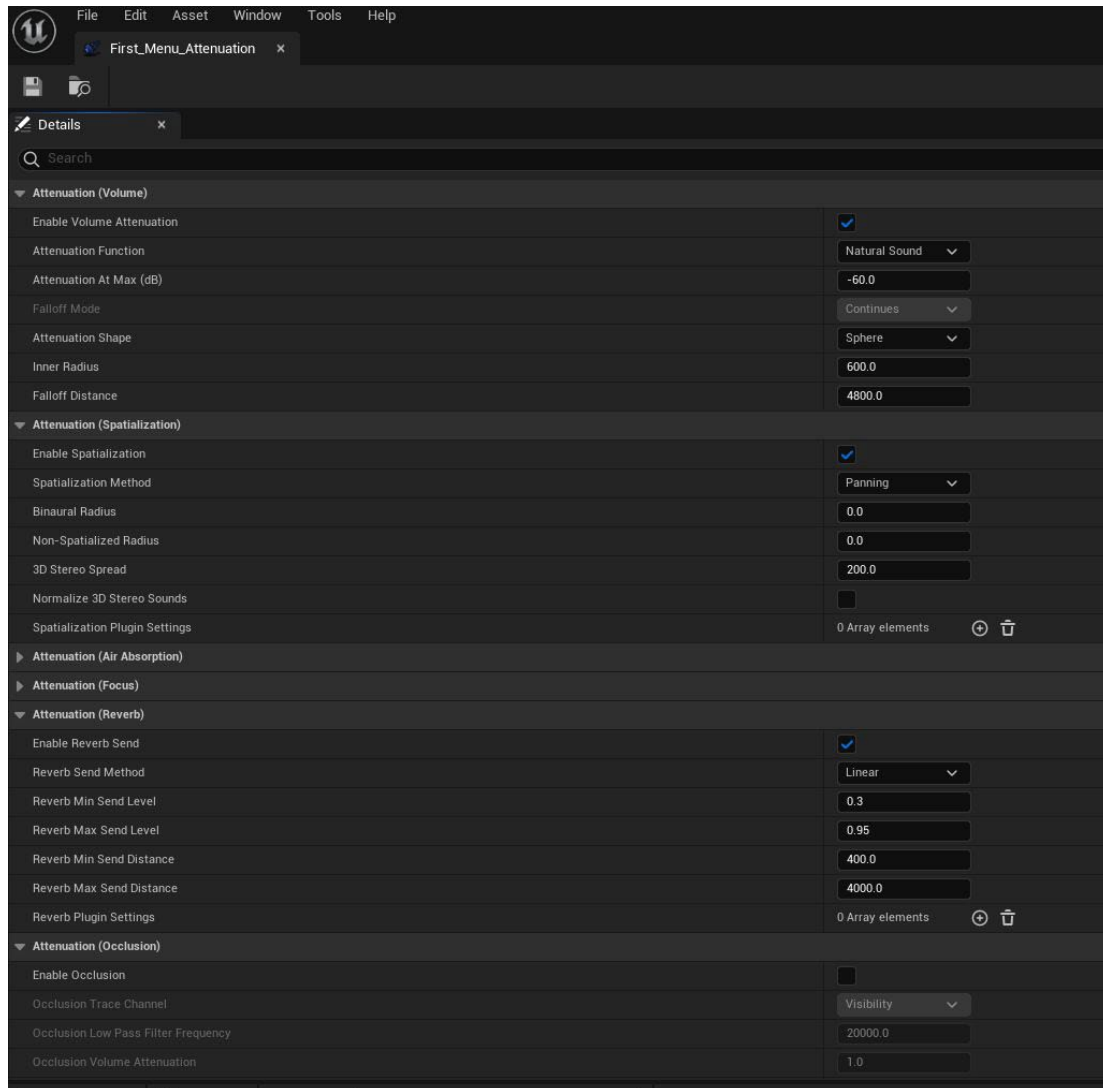 File Edit Asset Window Tools Help
First_Menu_Attenuation ×
Details ×
Search
Attenuation (Volume)
Enable Volume Attenuation
Attenuation Function Natural Sound
Attenuation At Max (dB) -60.0
Falloff Mode Continues
Attenuation Shape Sphere
Inner Radius 600.0
Falloff Distance 4800.0
Attenuation (Spatialization)
Enable Spatialization
Spatialization Method Panning
Binaural Radius 0.0
Non-Spatialized Radius 0.0
3D Stereo Spread 200.0
Normalize 3D Stereo Sounds
Spatialization Plugin Settings 0 Array elements
Attenuation (Air Absorption)
Attenuation (Focus)
Attenuation (Reverb)
Enable Reverb Send
Reverb Send Method Linear
Reverb Min Send Level 0.3
Reverb Max Send Level 0.95
Reverb Min Send Distance 400.0
Reverb Max Send Distance 4000.0
Reverb Plugin Settings 0 Array elements
Attenuation (Occlusion)
Enable Occlusion
Occlusion Trace Channel Visibility
Occlusion Low Pass Filter Frequency 20000.0
Occlusion Volume Attenuation 1.0